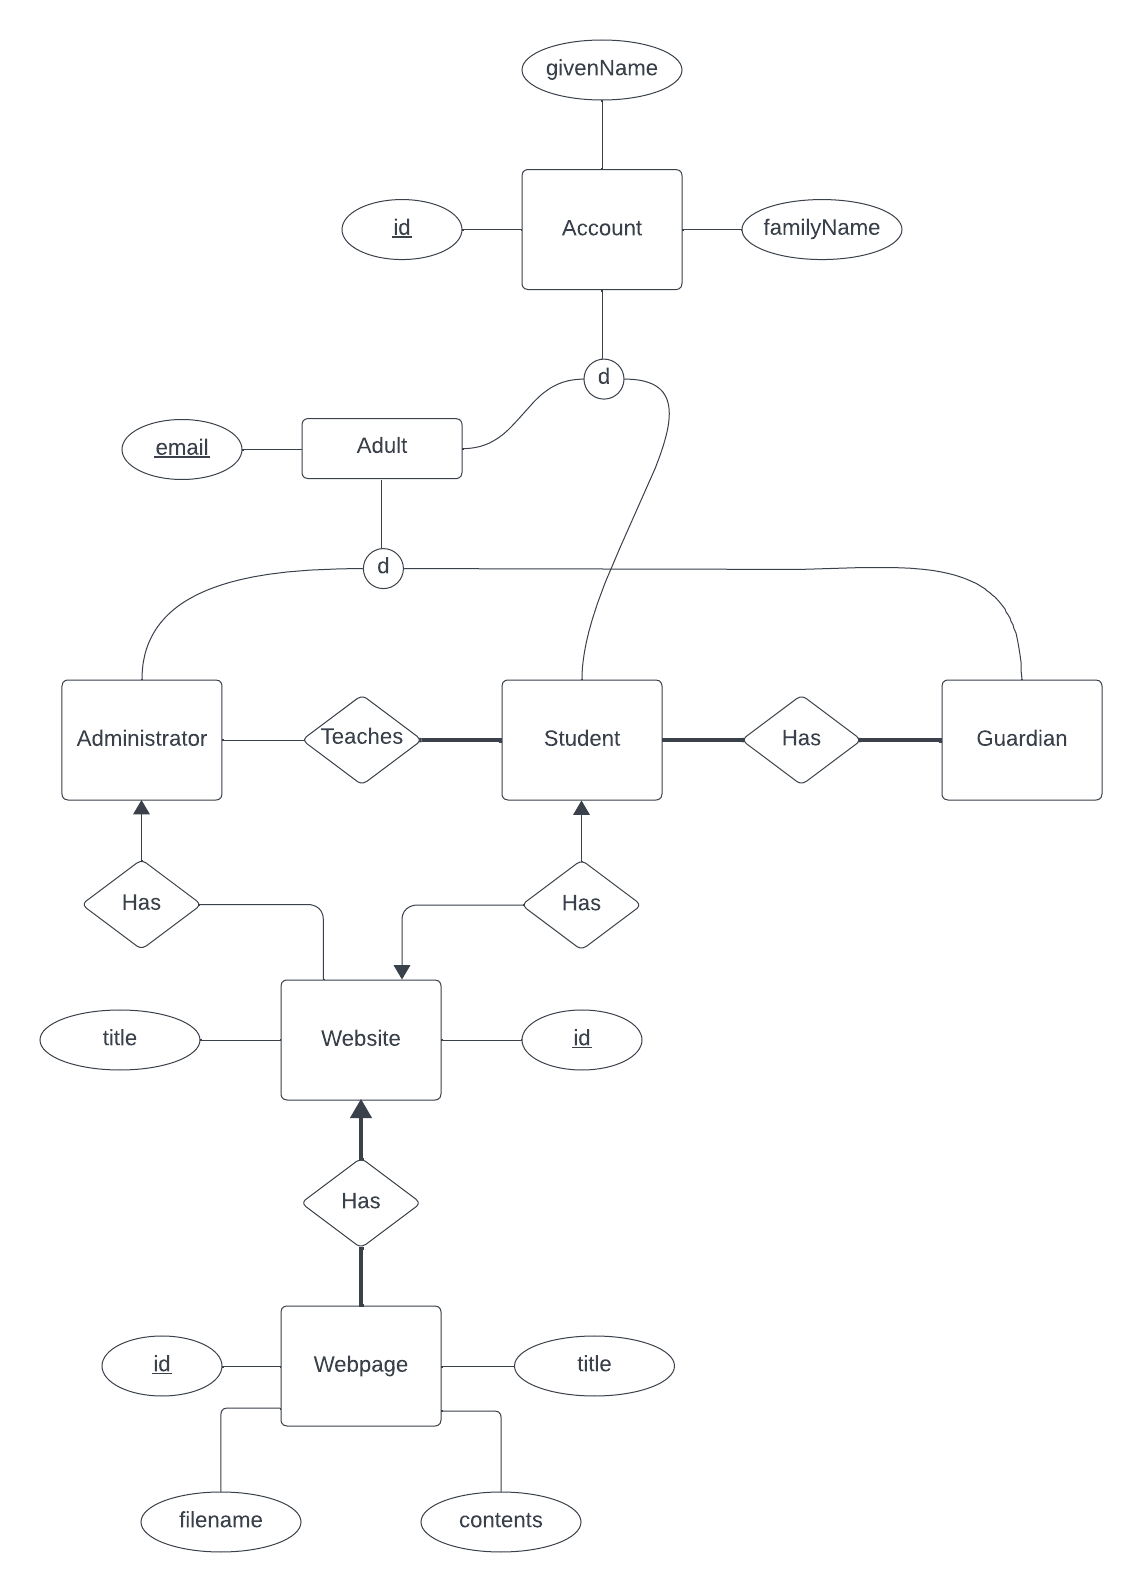 givenName
id
Account
familyName
d
email
Adult
d
Administrator
Teaches
Student
Has
Guardian
Has
Has
title
Website
id
Has
id
Webpage
title
filename
contents